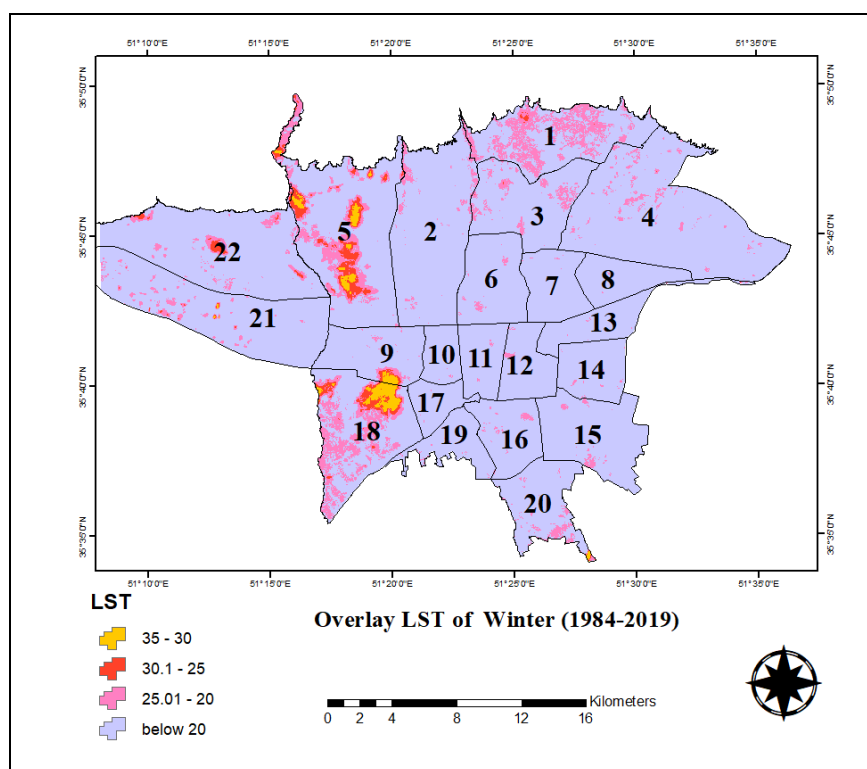 51°10'0"E 51°15'0"E 51°20'0"E 51°25'0"E 51°30'0"E 51°35'0"E
35°50'0"N 35°50'0"N
1
3
4
5
2
35°45'0"N 35°45'0"N
22
6
7
8
21
13
9
10
11
12
14
35°40'0"N 35°40'0"N
17
18
19
16
15
20
35°35'0"N 35°35'0"N
51°10'0"E 51°15'0"E 51°20'0"E 51°25'0"E 51°30'0"E 51°35'0"E
LST
35 - 30
30.1 - 25
25.01 - 20
below 20
Overlay LST of Winter (1984-2019)
Kilometers
0 2 4 8 12 16